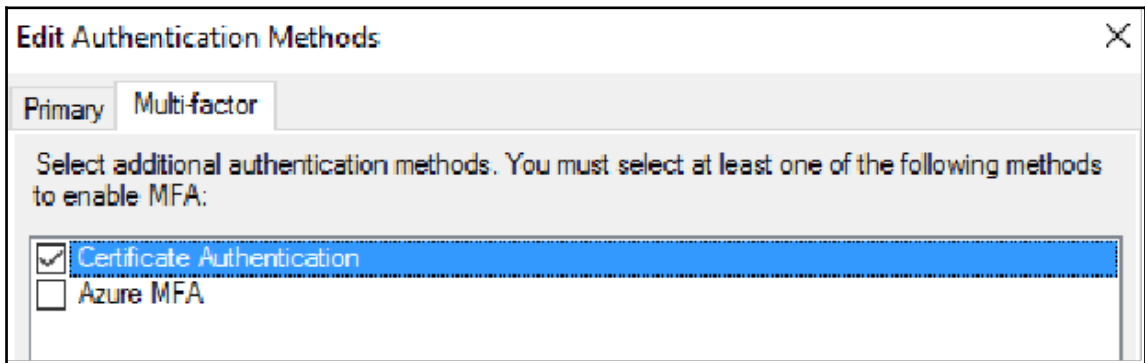 Edit Authentication Methods
Primary
Multi-factor
Select additional authentication methods. You must select at least one of the following methods
to enable MFA:
Certificate Authentication
Azure MFA